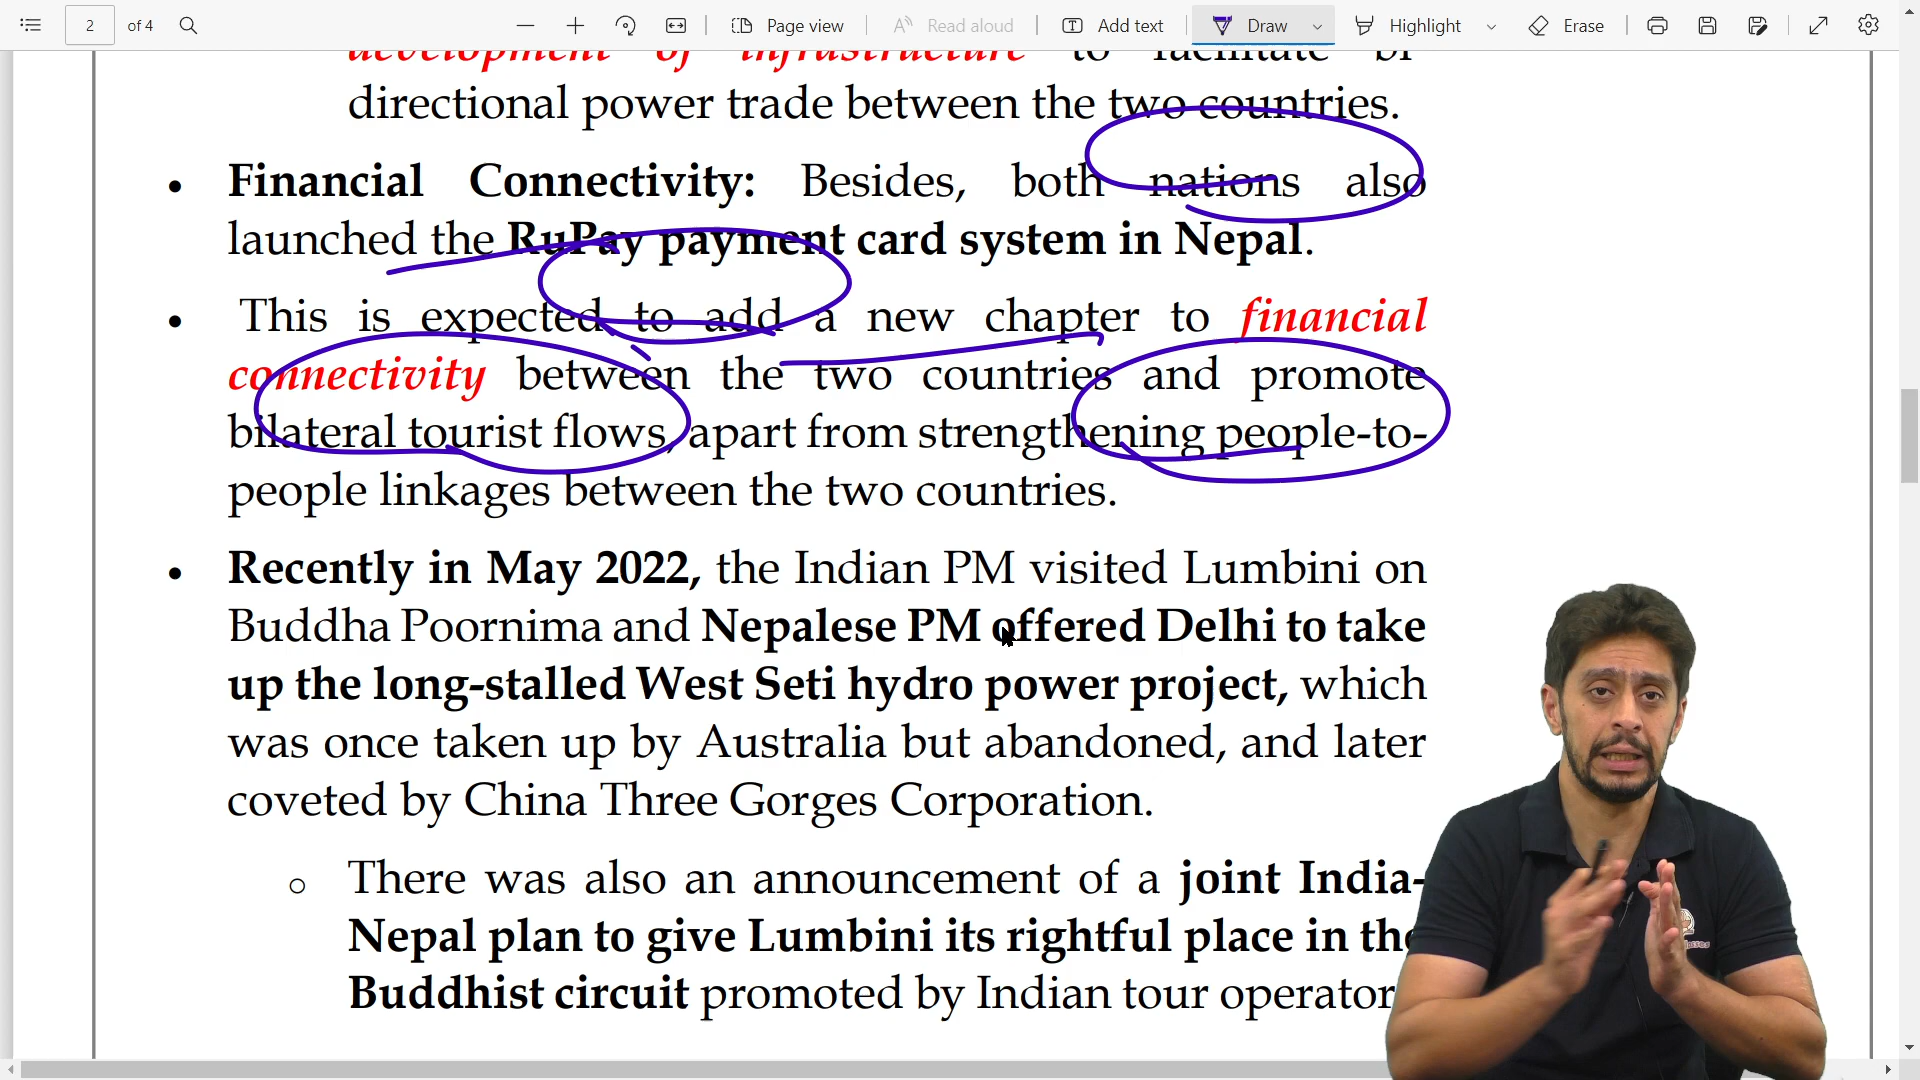 2 of 4 Page view Read aloud Add text Draw Highlight Erase
development of infrastructure to facilitate bi
directional power trade between the two countries.
• Financial Connectivity: Besides, both nations also
launched the RuPay payment card system in Nepal.
• This is expected to add a new chapter to financial
connectivity between the two countries and promote
bilateral tourist flows, apart from strengthening people-to-
people linkages between the two countries.
• Recently in May 2022, the Indian PM visited Lumbini on
Buddha Poornima and Nepalese PM offered Delhi to take
up the long-stalled West Seti hydro power project, which
was once taken up by Australia but abandoned, and later
coveted by China Three Gorges Corporation.
○ There was also an announcement of a joint India-
Nepal plan to give Lumbini its rightful place in the
Buddhist circuit promoted by Indian tour operator